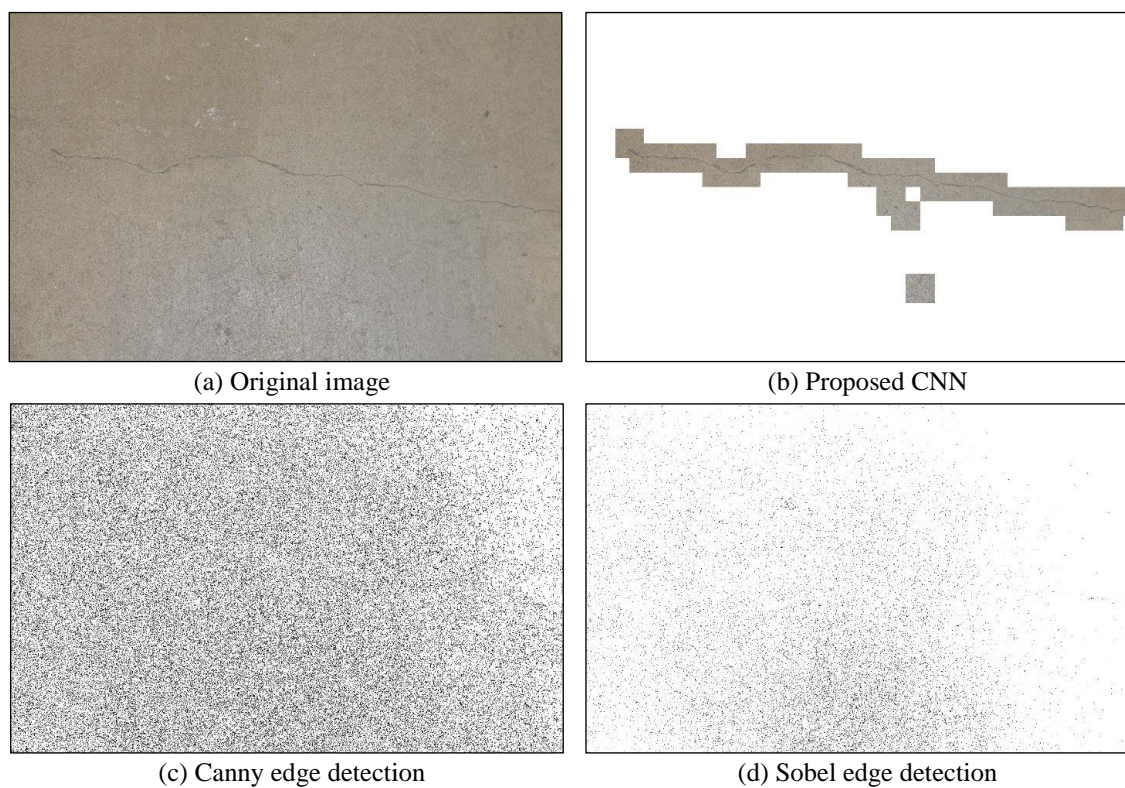 (a) Original image
(b) Proposed CNN
(c) Canny edge detection
(d) Sobel edge detection